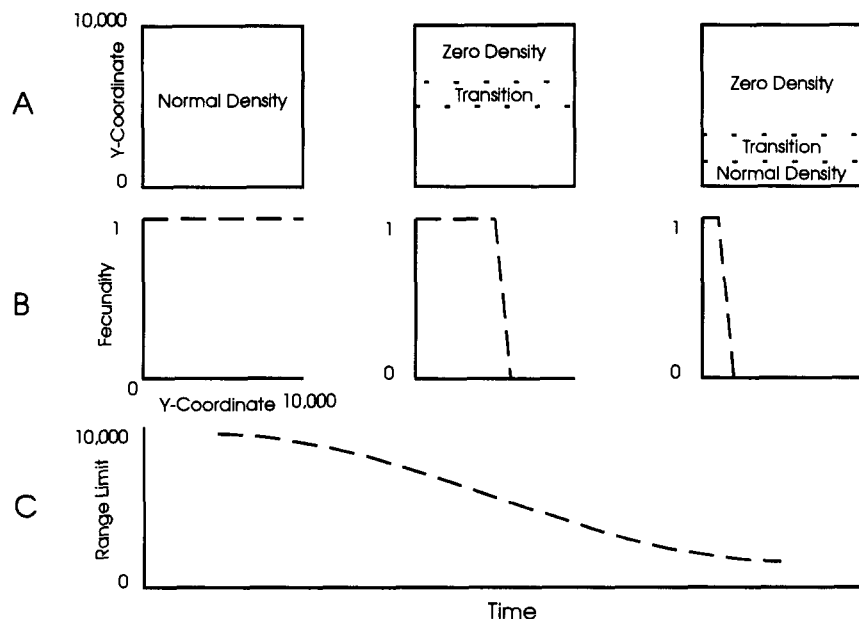 A
Y-Coordinate
10,000
0
Normal Density
Zero Density
Transition
Zero Density
Transition
Normal Density
B
Fecundity
1
0
Y-Coordinate
10,000
1
0
1
0
C
Range Limit
10,000
0
Time